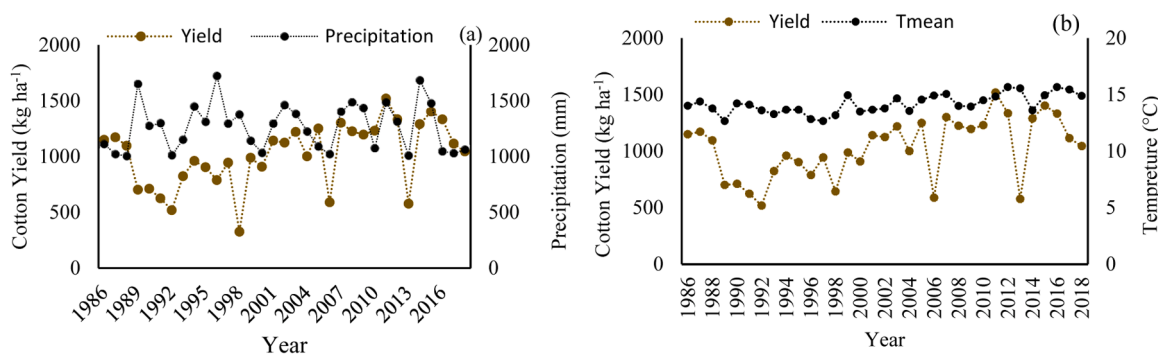 Yield Precipitation (a)
Cotton Yield (kg ha⁻¹)
2000
1500
1000
500
0
2000
1500
1000
500
0
Precipitation (mm)
1986 1989 1992 1995 1998 2001 2004 2007 2010 2013 2016
Year
Yield Tmean (b)
Cotton Yield (kg ha⁻¹)
2000
1500
1000
500
0
20
15
10
5
0
Tempreture (°C)
1986 1988 1990 1992 1994 1996 1998 2000 2002 2004 2006 2008 2010 2012 2014 2016 2018
Year